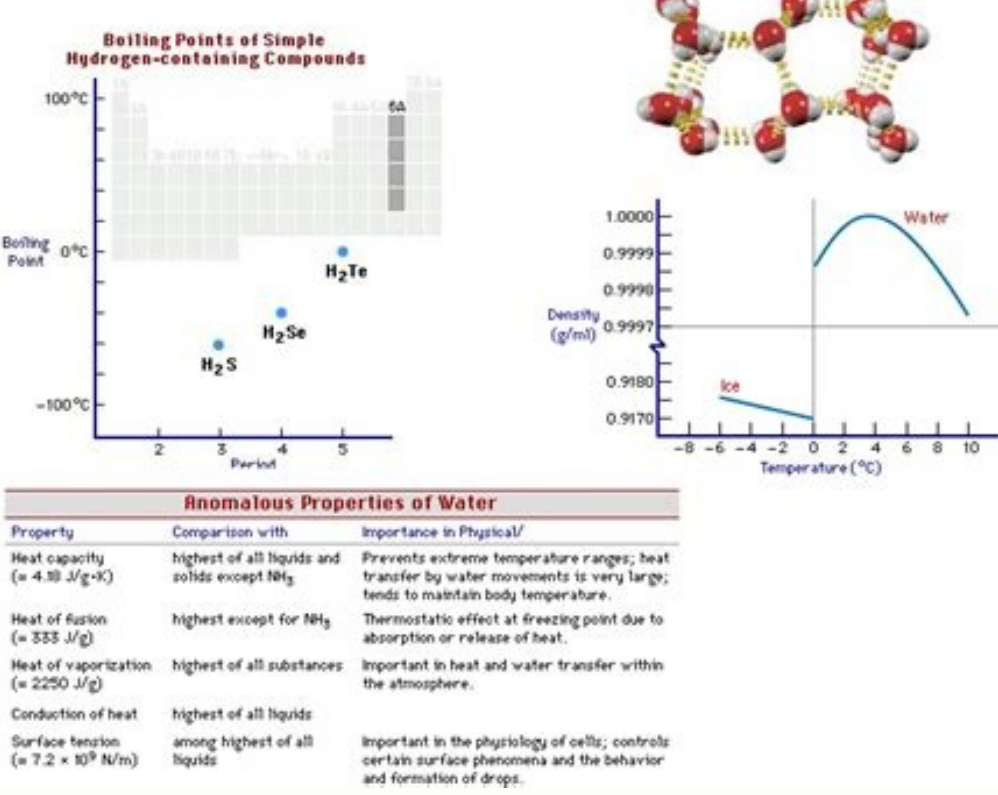 Boiling Points of Simple
Hydrogen-containing Compounds
100°C
6A
Boiling
Point
0°C
H₂Te
H₂Se
H₂S
-100°C
2 3 4 5
Period
1.0000
Water
0.9999
0.9998
Density
(g/ml)
0.9997
0.9180
Ice
0.9170
-8 -6 -4 -2 0 2 4 6 8 10
Temperature (°C)
Anomalous Properties of Water
Property Comparison with Importance in Physical/
Heat capacity highest of all liquids and Prevents extreme temperature ranges; heat
(= 4.18 J/g•K) solids except NH₃ transfer by water movements is very large;
tends to maintain body temperature.
Heat of fusion highest except for NH₃ Thermostatic effect at freezing point due to
(= 333 J/g) absorption or release of heat.
Heat of vaporization highest of all substances Important in heat and water transfer within
(= 2250 J/g) the atmosphere.
Conduction of heat highest of all liquids
Surface tension among highest of all Important in the physiology of cells; controls
(= 7.2 × 10⁹ N/m) liquids certain surface phenomena and the behavior
and formation of drops.